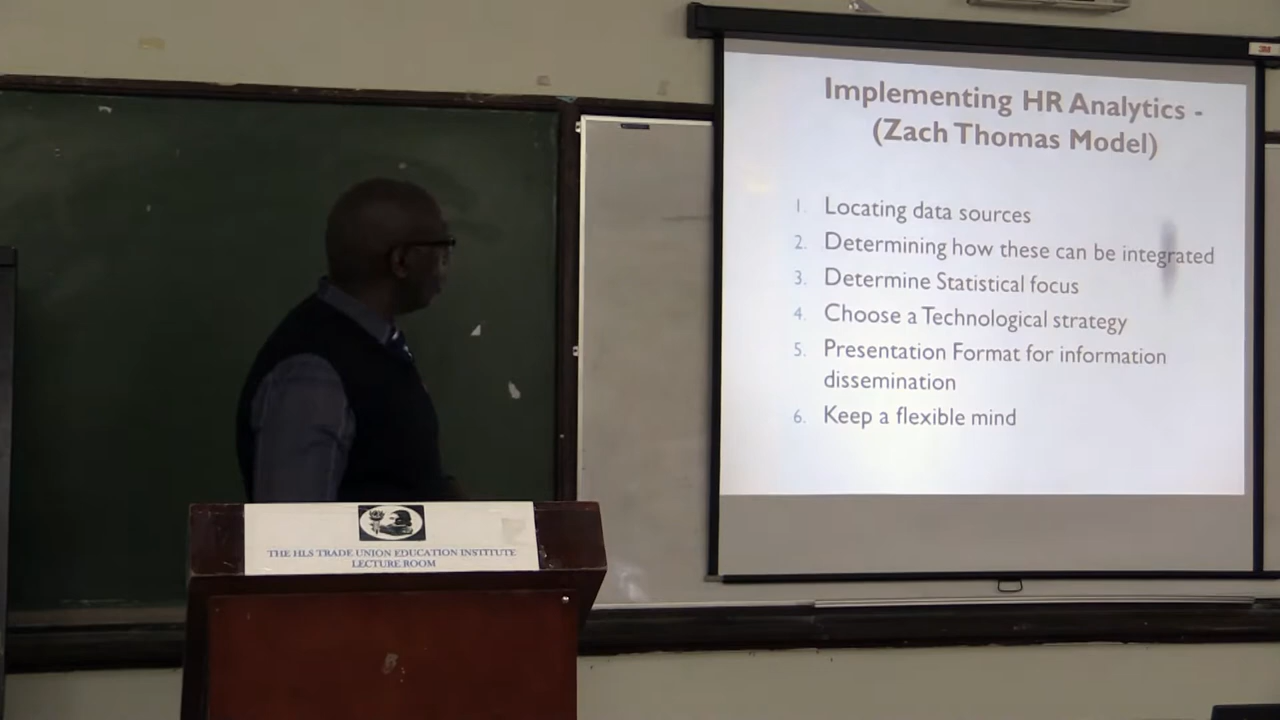 3M
Implementing HR Analytics -
(Zach Thomas Model)
1. Locating data sources
2. Determining how these can be integrated
3. Determine Statistical focus
4. Choose a Technological strategy
5. Presentation Format for information
dissemination
6. Keep a flexible mind
THE HLS TRADE UNION EDUCATION INSTITUTE
LECTURE ROOM